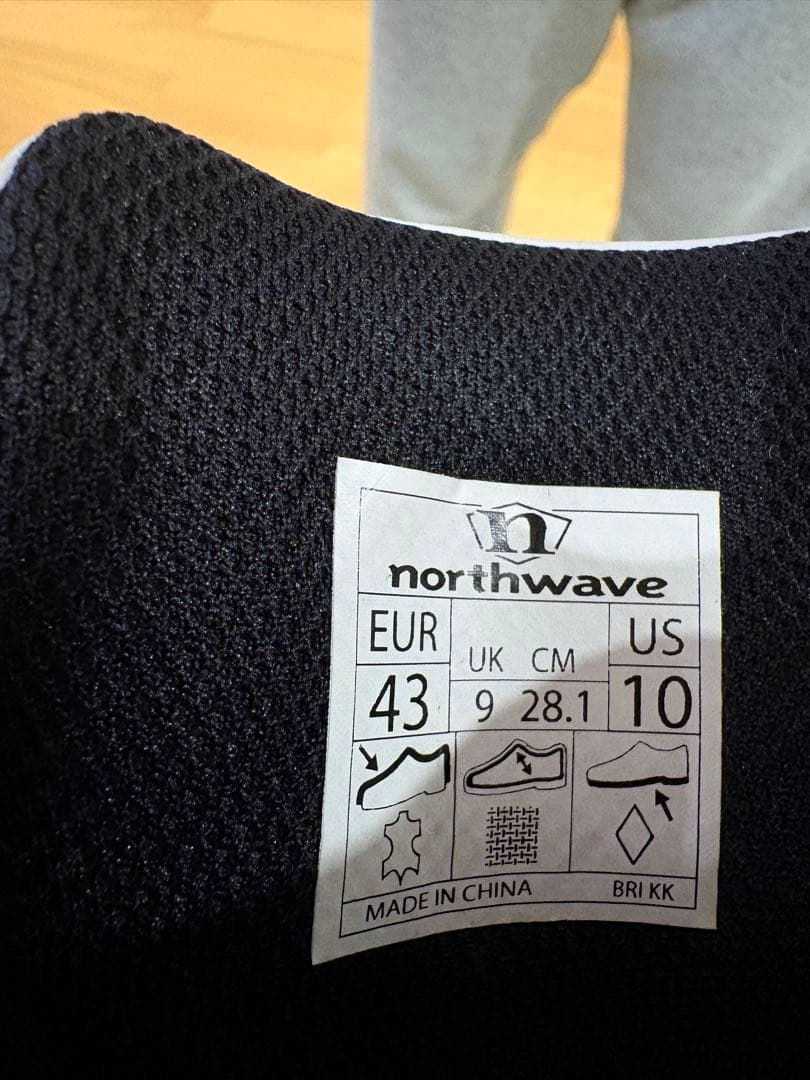 n
northwave
EUR UK CM US
43 9 28.1 10
MADE IN CHINA BRI KK